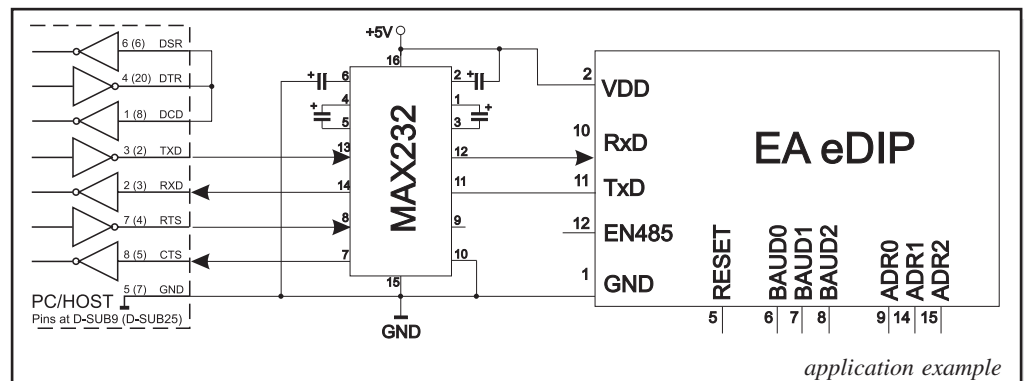 +5V
16
6 (6) DSR
4 (20) DTR
1 (8) DCD
3 (2) TXD
2 (3) RXD
7 (4) RTS
8 (5) CTS
5 (7) GND
PC/HOST
Pins at D-SUB9 (D-SUB25)
+ 6
4
+
5
13
14
8
7
MAX232
2 +
1
+
3
12
11
9
10
15
GND
2 VDD
10 RxD
11 TxD
12 EN485
1 GND
EA eDIP
RESET
BAUD0
BAUD1
BAUD2
ADR0
ADR1
ADR2
5 6 7 8 9 14 15
application example